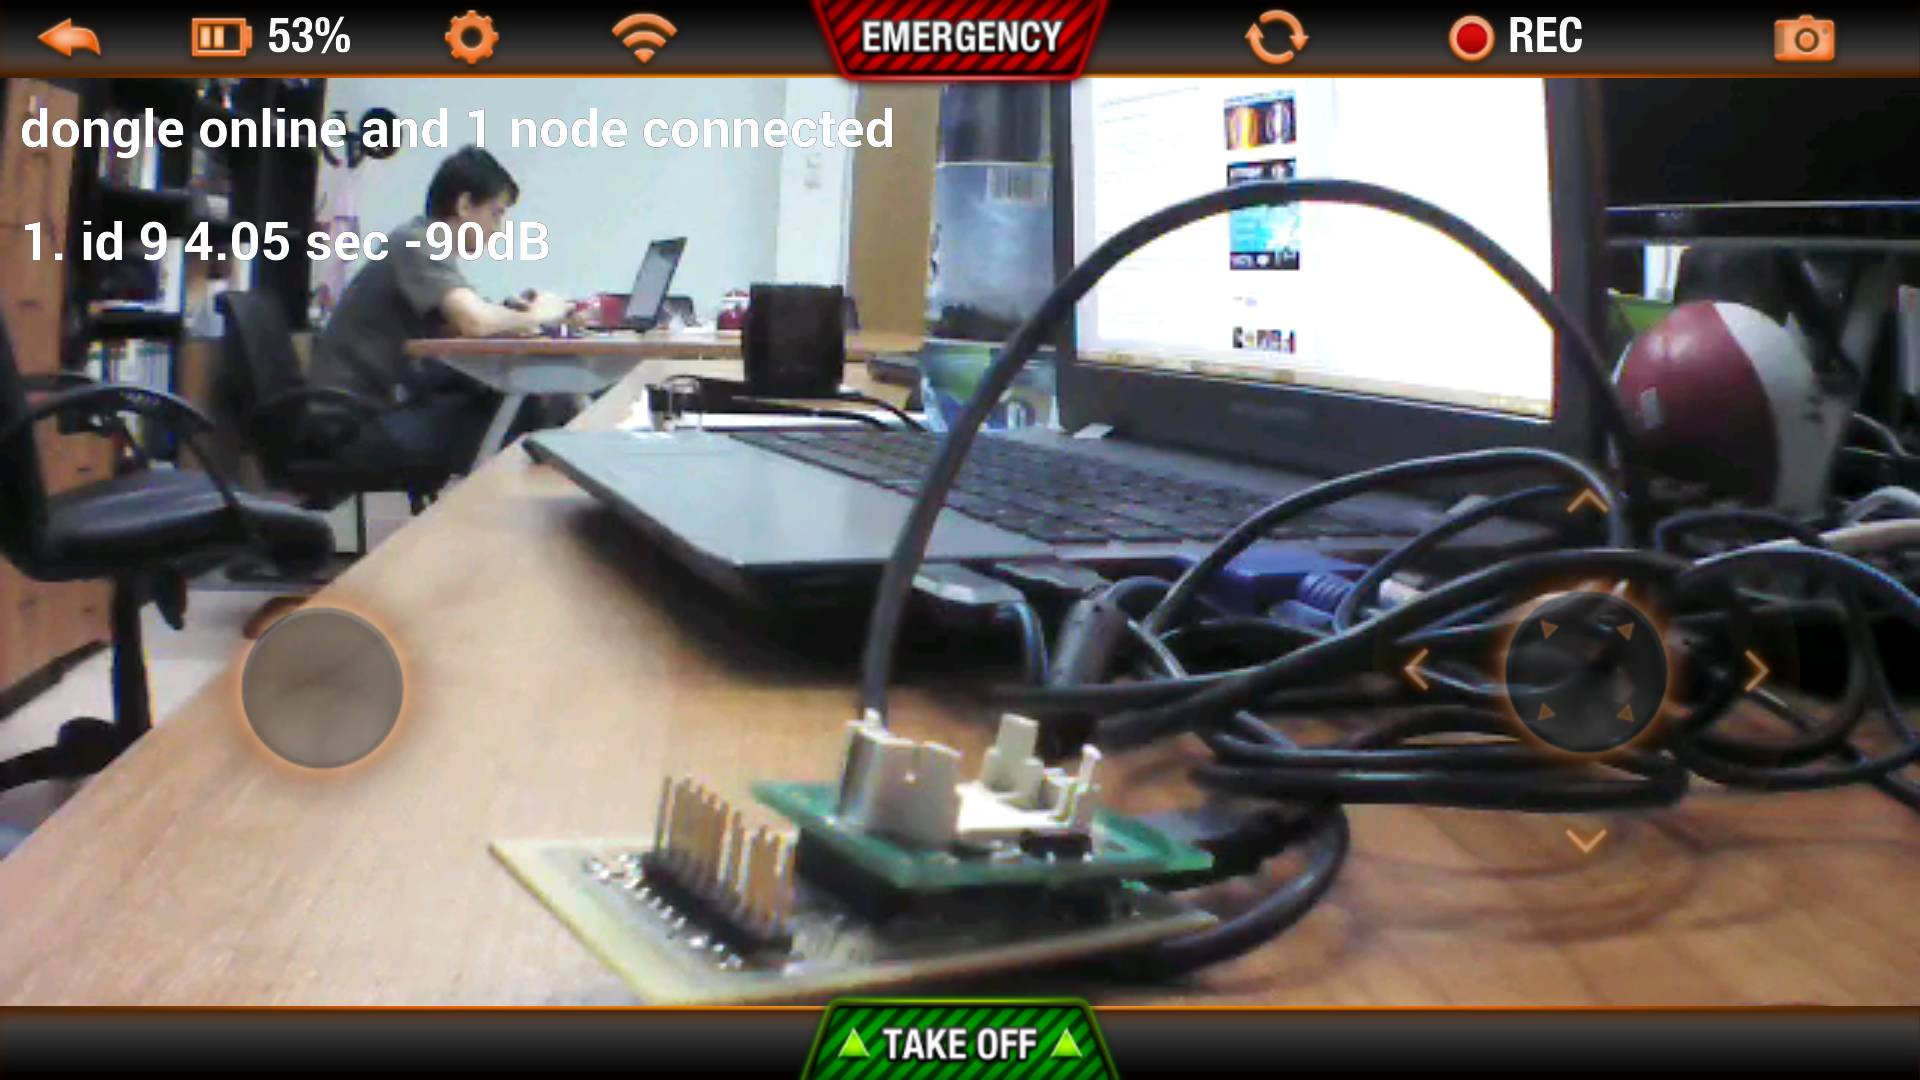 53%
EMERGENCY
REC
dongle online and 1 node connected
1. id 9 4.05 sec -90dB
TAKE OFF